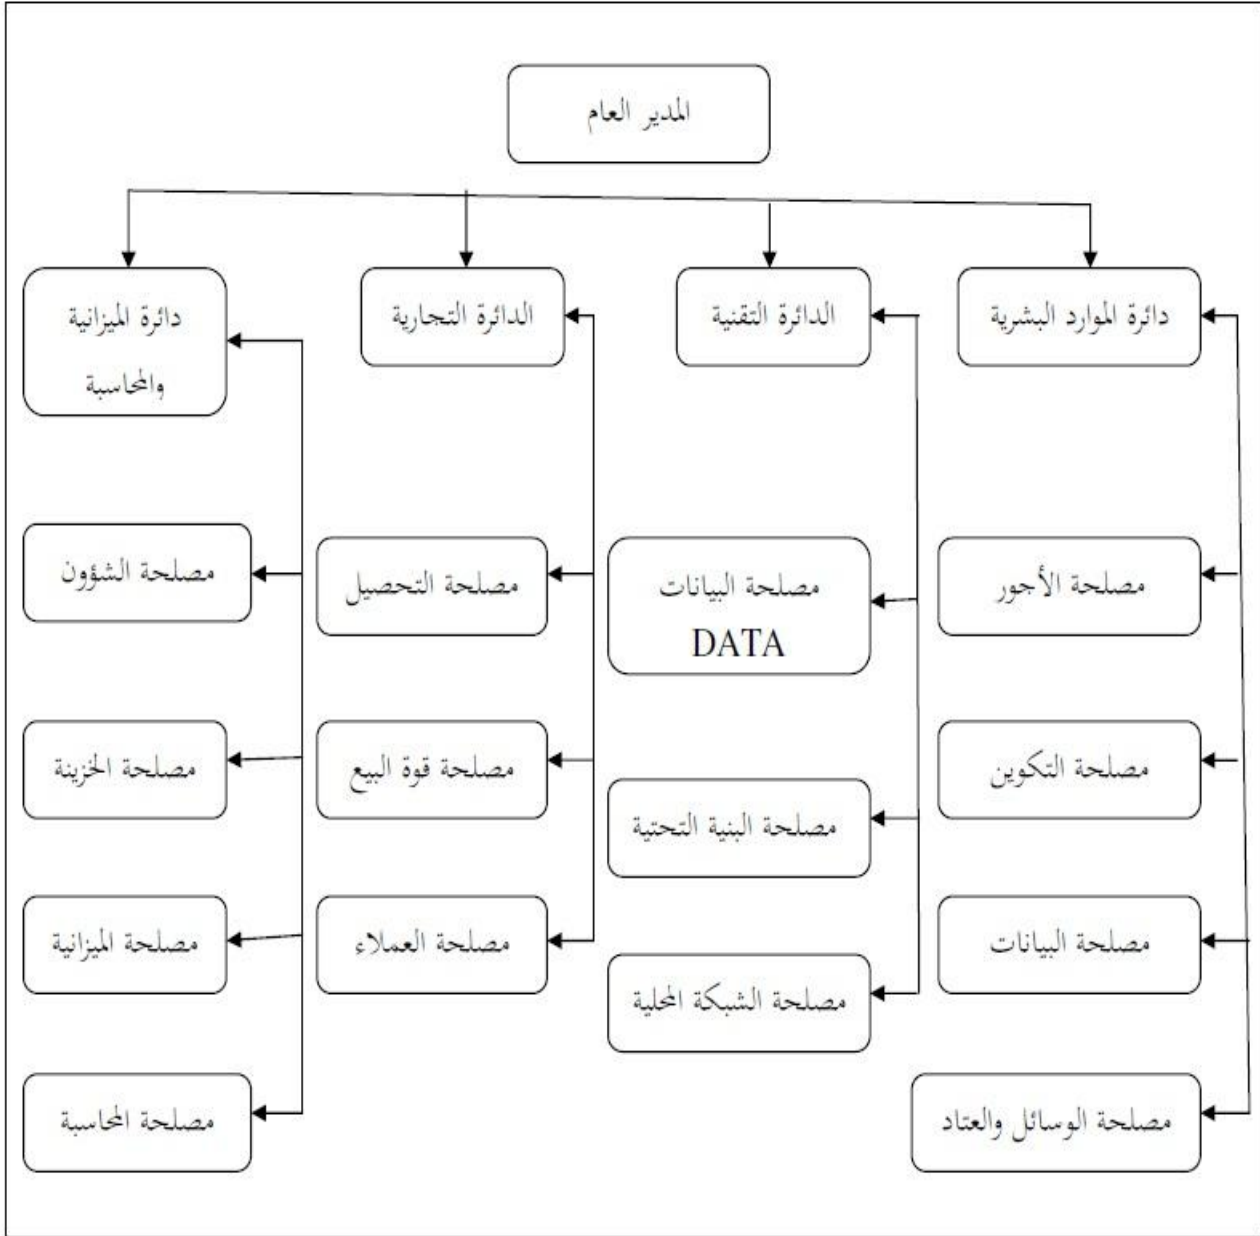 المدير العام
دائرة الموارد البشرية
الدائرة التقنية
الدائرة التجارية
دائرة الميزانية
والمحاسبة
مصلحة الأجور
مصلحة البيانات
DATA
مصلحة التحصيل
مصلحة الشؤون
مصلحة التكوين
مصلحة البنية التحتية
مصلحة قوة البيع
مصلحة الخزينة
مصلحة البيانات
مصلحة الشبكة المحلية
مصلحة العملاء
مصلحة الميزانية
مصلحة الوسائل والعتاد
مصلحة المحاسبة